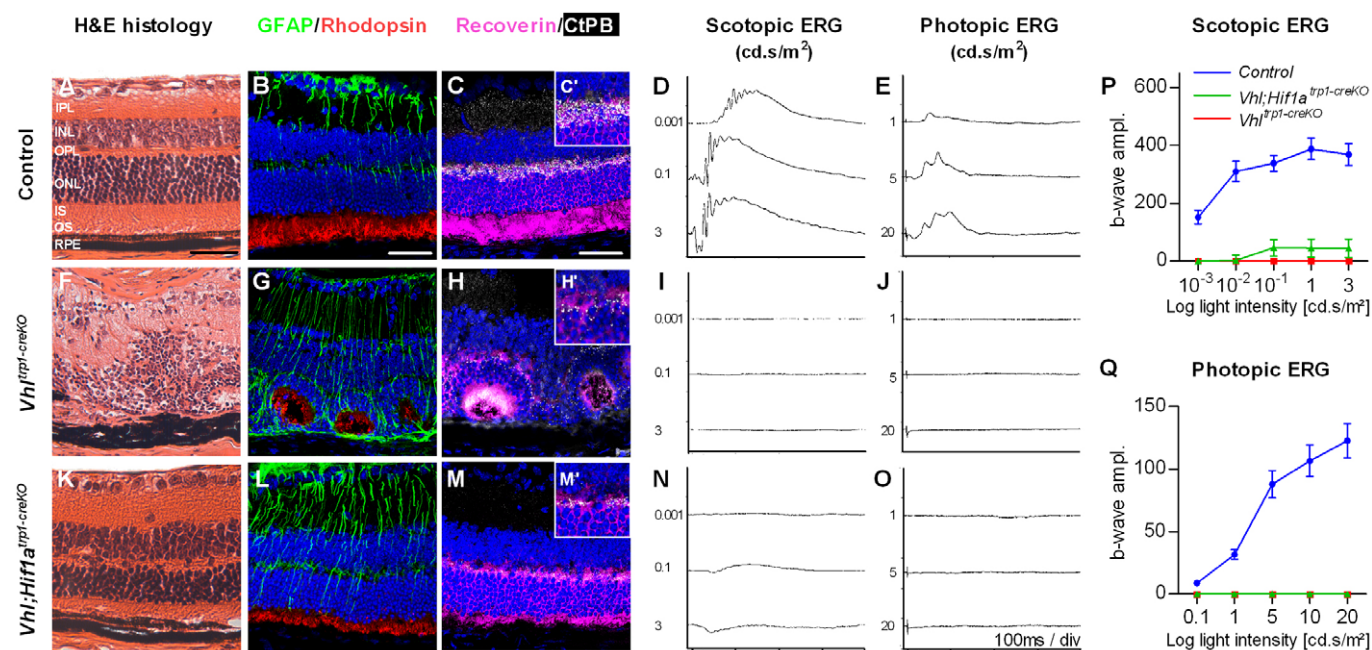 H&E histology
GFAP/Rhodopsin
Recoverin/CtPB
Scotopic ERG
(cd.s/m²)
Photopic ERG
(cd.s/m²)
Control
A
IPL
INL
OPL
ONL
IS
OS
RPE
B
C
C'
D
0.001
0.1
3
E
1
5
20
Vhl^trp1-creKO
F
G
H
H'
I
0.001
0.1
3
J
1
5
20
Vhl;Hif1a^trp1-creKO
K
L
M
M'
N
0.001
0.1
3
O
1
5
20
100ms / div
Scotopic ERG
P
Control
Vhl;Hif1a^trp1-creKO
Vhl^trp1-creKO
b-wave ampl.
600
400
200
0
10⁻³ 10⁻² 10⁻¹ 1 3
Log light intensity [cd.s/m²]
Q
Photopic ERG
b-wave ampl.
150
100
50
0
0.1 1 5 10 20
Log light intensity [cd.s/m²]